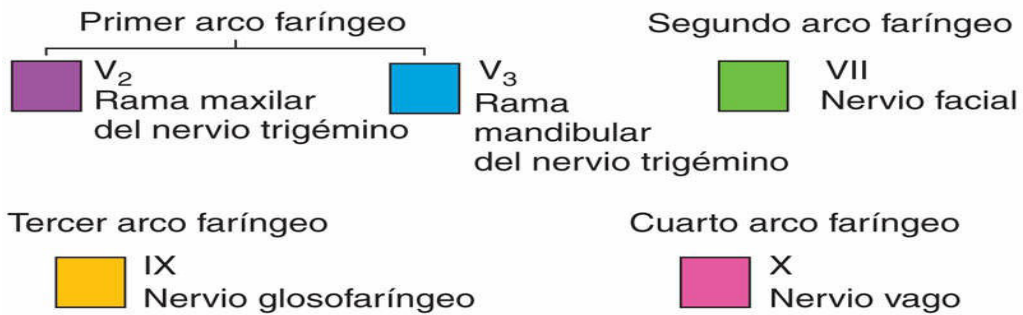 Primer arco faríngeo
Segundo arco faríngeo
V2
Rama maxilar
del nervio trigémino
V3
Rama
mandibular
del nervio trigémino
VII
Nervio facial
Tercer arco faríngeo
Cuarto arco faríngeo
IX
Nervio glosofaríngeo
X
Nervio vago